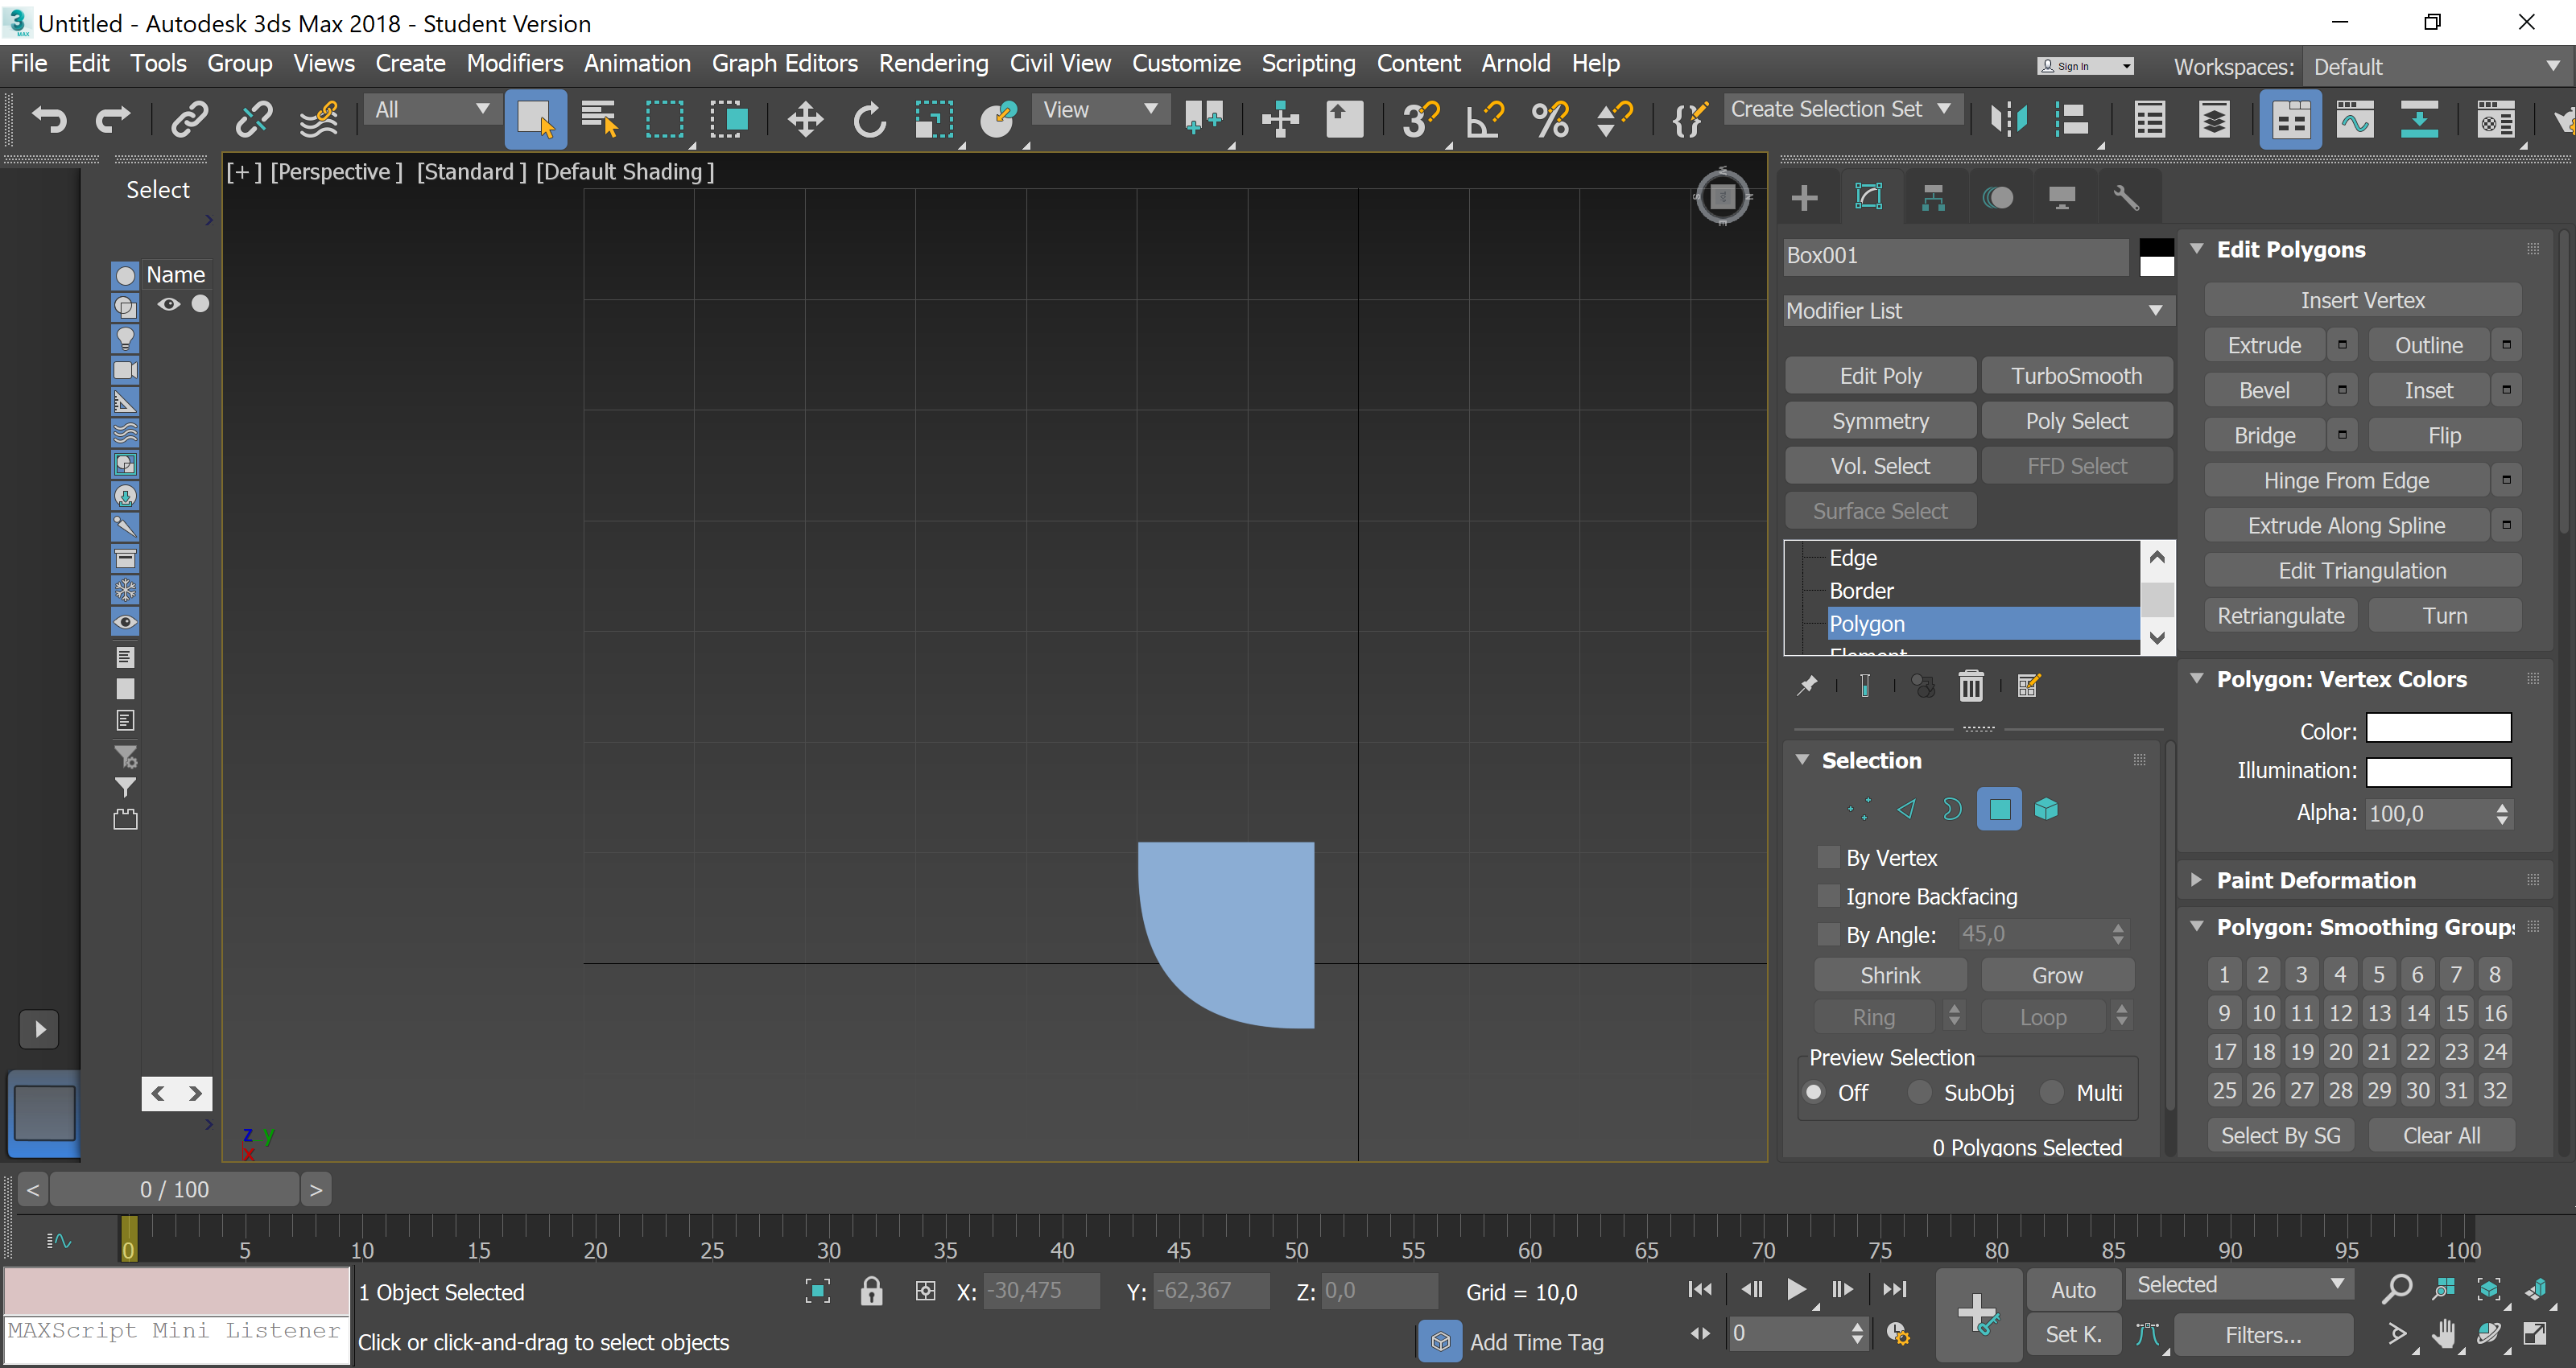 Untitled - Autodesk 3ds Max 2018 - Student Version
File Edit Tools Group Views Create Modifiers Animation Graph Editors Rendering Civil View Customize Scripting Content Arnold Help
Sign In
Workspaces: Default
All
View
Create Selection Set
Select
[+] [Perspective] [Standard] [Default Shading]
Name
Box001
Modifier List
Edit Poly TurboSmooth
Symmetry Poly Select
Vol. Select FFD Select
Surface Select
Edge
Border
Polygon
Element
Selection
By Vertex
Ignore Backfacing
By Angle: 45,0
Shrink Grow
Ring Loop
Preview Selection
Off SubObj Multi
0 Polygons Selected
Edit Polygons
Insert Vertex
Extrude Outline
Bevel Inset
Bridge Flip
Hinge From Edge
Extrude Along Spline
Edit Triangulation
Retriangulate Turn
Polygon: Vertex Colors
Color:
Illumination:
Alpha: 100,0
Paint Deformation
Polygon: Smoothing Group
1 2 3 4 5 6 7 8
9 10 11 12 13 14 15 16
17 18 19 20 21 22 23 24
25 26 27 28 29 30 31 32
Select By SG Clear All
z y
x
< 0 / 100 >
0 5 10 15 20 25 30 35 40 45 50 55 60 65 70 75 80 85 90 95 100
1 Object Selected
X: -30,475 Y: -62,367 Z: 0,0 Grid = 10,0
Auto Selected
MAXScript Mini Listener
Click or click-and-drag to select objects
Add Time Tag
0
Set K. Filters...